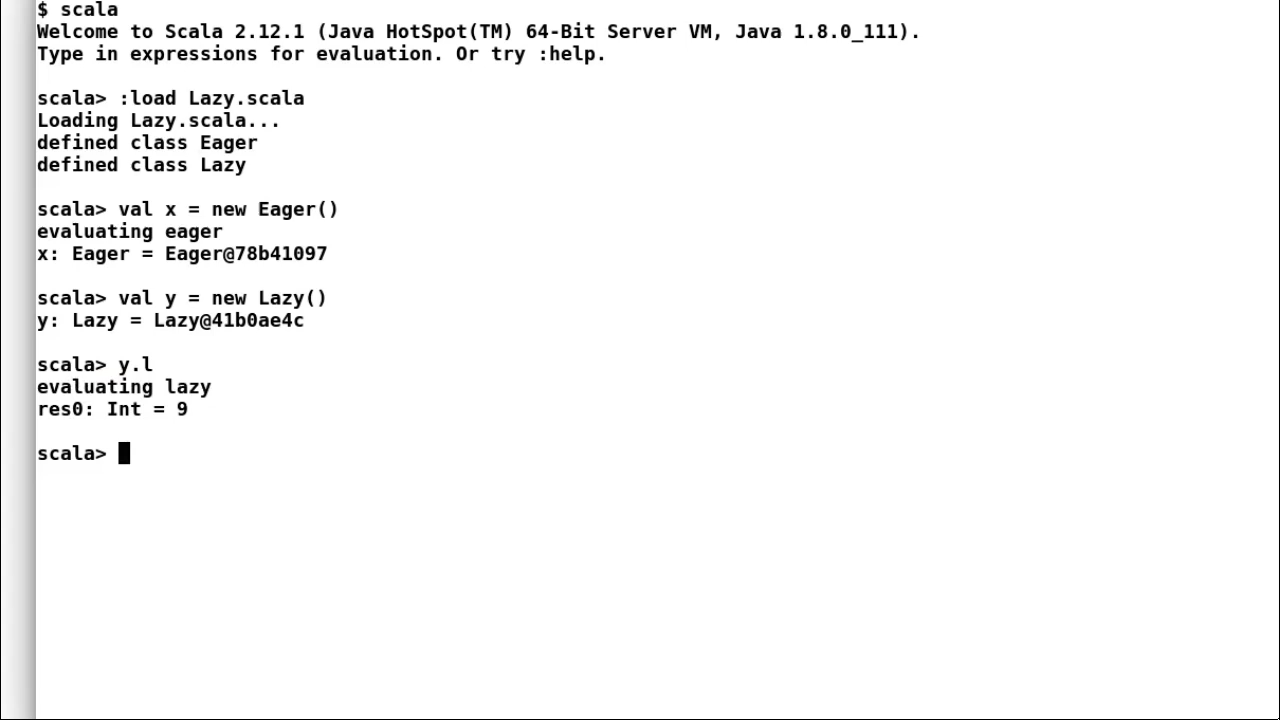 $ scala
Welcome to Scala 2.12.1 (Java HotSpot(TM) 64-Bit Server VM, Java 1.8.0_111).
Type in expressions for evaluation. Or try :help.
scala> :load Lazy.scala
Loading Lazy.scala...
defined class Eager
defined class Lazy
scala> val x = new Eager()
evaluating eager
x: Eager = Eager@78b41097
scala> val y = new Lazy()
y: Lazy = Lazy@41b0ae4c
scala> y.l
evaluating lazy
res0: Int = 9
scala>